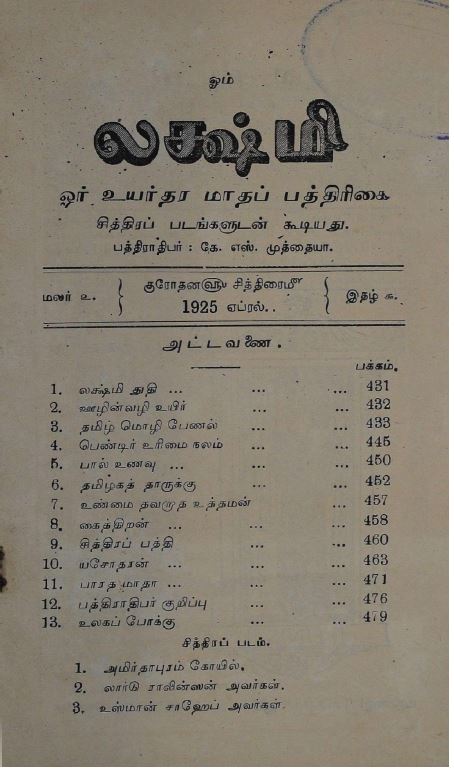 ஓம்
லக்ஷ்மி
ஓர் உயர்தர மாதப் பத்திரிகை
சித்திரப் படங்களுடன் கூடியது.
பத்திராதிபர் : கே. எஸ். முத்தையா.
குரோதன௵ சித்திரை௴
மலர் உ. 1925 ஏப்ரல்.. இதழ் ௯.
அட்டவணை.
பக்கம்.
1. லக்ஷ்மி துதி ... ... ... 431
2. ஊழின்வழி உயிர் ... ... 432
3. தமிழ் மொழி பேணல் ... ... 433
4. பெண்டிர் உரிமை நலம் ... ... 445
5. பால் உணவு ... ... ... 450
6. தமிழகத் தாருக்கு ... ... 452
7. உண்மை தவறாத உத்தமன் ... ... 457
8. கைத்திறன் ... ... ... 458
9. சித்திரப் பத்தி ... ... 460
10. யசோதரன் ... ... ... 463
11. பாரத மாதா ... ... ... 471
12. பத்திராதிபர் குறிப்பு ... ... 476
13. உலகப் போக்கு ... ... 479
சித்திரப் படம்.
1. அமிர்தாபுரம் கோயில்.
2. லார்டு ராலின்ஸன் அவர்கள்.
3. உஸ்மான் சாஹேப் அவர்கள்.